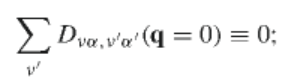 ∑_{ν'} D_{να,ν'α'}(𝐪 = 0) ≡ 0;